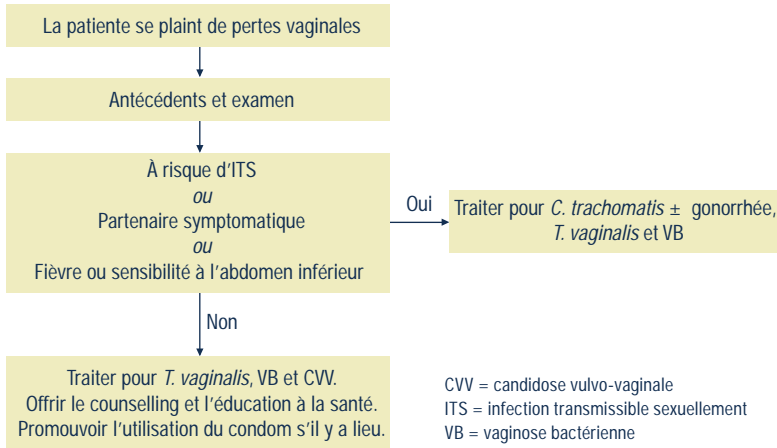 La patiente se plaint de pertes vaginales
Antécédents et examen
À risque d'ITS
ou
Partenaire symptomatique
ou
Fièvre ou sensibilité à l'abdomen inférieur
Oui
Traiter pour C. trachomatis ± gonorrhée,
T. vaginalis et VB
Non
Traiter pour T. vaginalis, VB et CVV.
Offrir le counselling et l'éducation à la santé.
Promouvoir l'utilisation du condom s'il y a lieu.
CVV = candidose vulvo-vaginale
ITS = infection transmissible sexuellement
VB = vaginose bactérienne